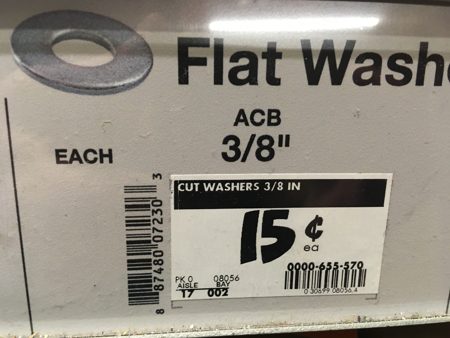 Flat Washe
ACB
EACH
3/8"
8 87480 07230 3
CUT WASHERS 3/8 IN
15¢
ea
0000-655-570
PK 0 08056
AISLE BAY
17 002
0 30699 08056 4